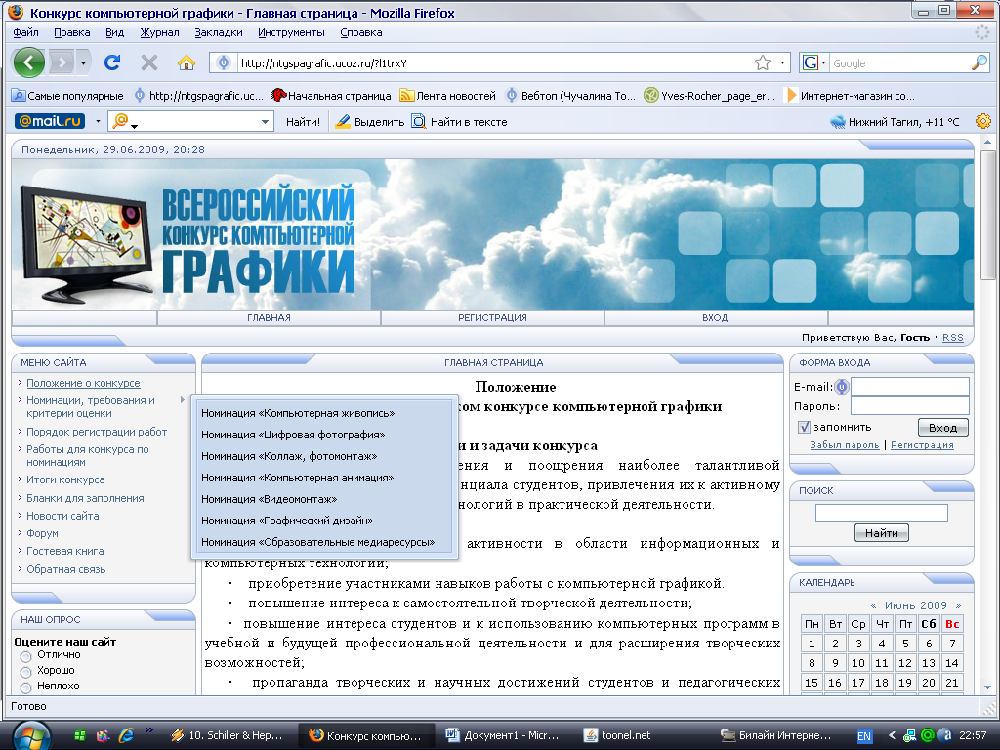 Конкурс компьютерной графики - Главная страница - Mozilla Firefox
Файл Правка Вид Журнал Закладки Инструменты Справка
http://ntgspagrafic.ucoz.ru/?l1trxY
Google
Самые популярные http://ntgspagrafic.uc... Начальная страница Лента новостей Вебтоп (Чучалина То... Yves-Rocher_page_er... Интернет-магазин со...
@mail.ru Найти! Выделить Найти в тексте Нижний Тагил, +11 °C
Понедельник, 29.06.2009, 20:28
ВСЕРОССИЙСКИЙ
КОНКУРС КОМПЬЮТЕРНОЙ
ГРАФИКИ
ГЛАВНАЯ РЕГИСТРАЦИЯ ВХОД
Приветствую Вас, Гость · RSS
МЕНЮ САЙТА
Положение о конкурсе
Номинации, требования и
критерии оценки
Порядок регистрации работ
Работы для конкурса по
номинациям
Итоги конкурса
Бланки для заполнения
Новости сайта
Форум
Гостевая книга
Обратная связь
НАШ ОПРОС
Оцените наш сайт
Отлично
Хорошо
Неплохо
Номинация «Компьютерная живопись»
Номинация «Цифровая фотография»
Номинация «Коллаж, фотомонтаж»
Номинация «Компьютерная анимация»
Номинация «Видеомонтаж»
Номинация «Графический дизайн»
Номинация «Образовательные медиаресурсы»
ГЛАВНАЯ СТРАНИЦА
Положение
ком конкурсе компьютерной графики
и и задачи конкурса
ения и поощрения наиболее талантливой
енциала студентов, привлечения их к активному
нологий в практической деятельности.
активности в области информационных и
компьютерных технологий;
· приобретение участниками навыков работы с компьютерной графикой.
· повышение интереса к самостоятельной творческой деятельности;
· повышение интереса студентов и к использованию компьютерных программ в
учебной и будущей профессиональной деятельности и для расширения творческих
возможностей;
· пропаганда творческих и научных достижений студентов и педагогических
ФОРМА ВХОДА
E-mail:
Пароль:
запомнить Вход
Забыл пароль | Регистрация
ПОИСК
Найти
КАЛЕНДАРЬ
« Июнь 2009 »
Пн Вт Ср Чт Пт Сб Вс
1 2 3 4 5 6 7
8 9 10 11 12 13 14
15 16 17 18 19 20 21
Готово
10. Schiller & Hep... Конкурс компью... Документ1 - Micr... toonel.net Билайн Интерне... EN 22:57